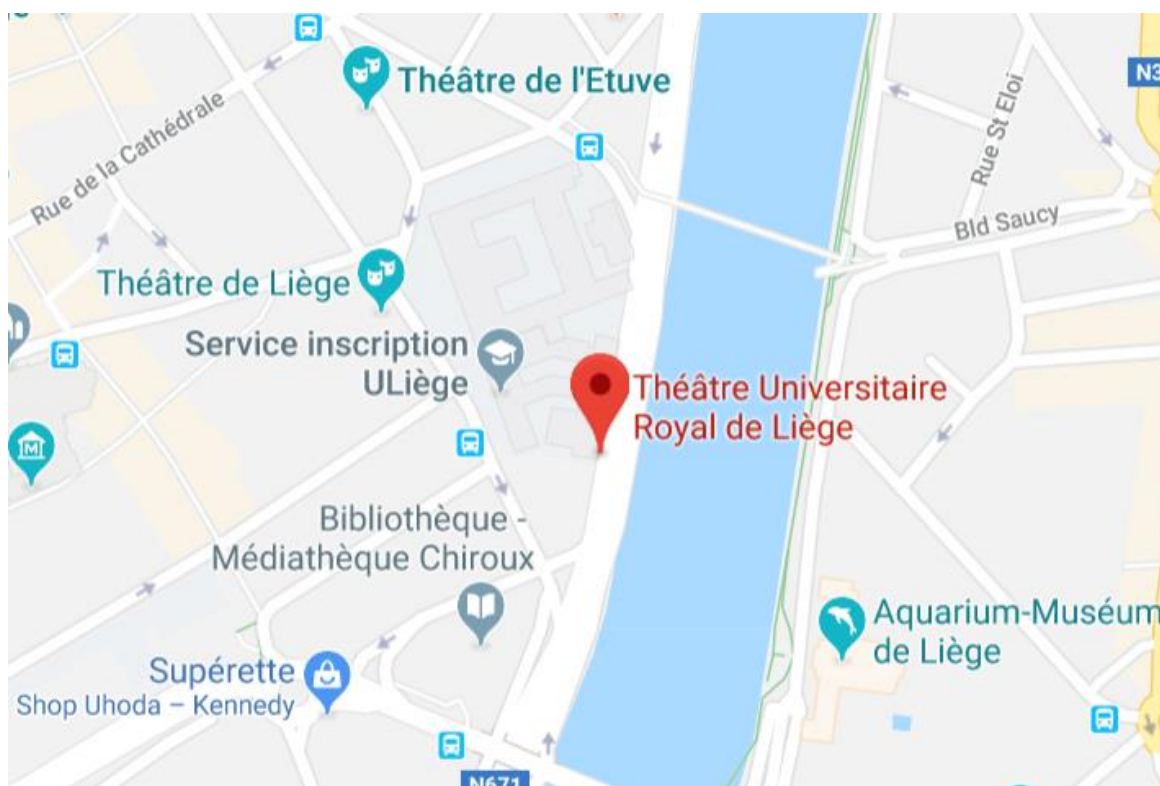 Théâtre de l'Etuve
N3
Rue St Eloi
Rue de la Cathédrale
Bld Saucy
Théâtre de Liège
Service inscription
ULiège
Théâtre Universitaire
Royal de Liège
M
Bibliothèque -
Médiathèque Chiroux
Aquarium-Muséum
de Liège
Supérette
Shop Uhoda – Kennedy
N671